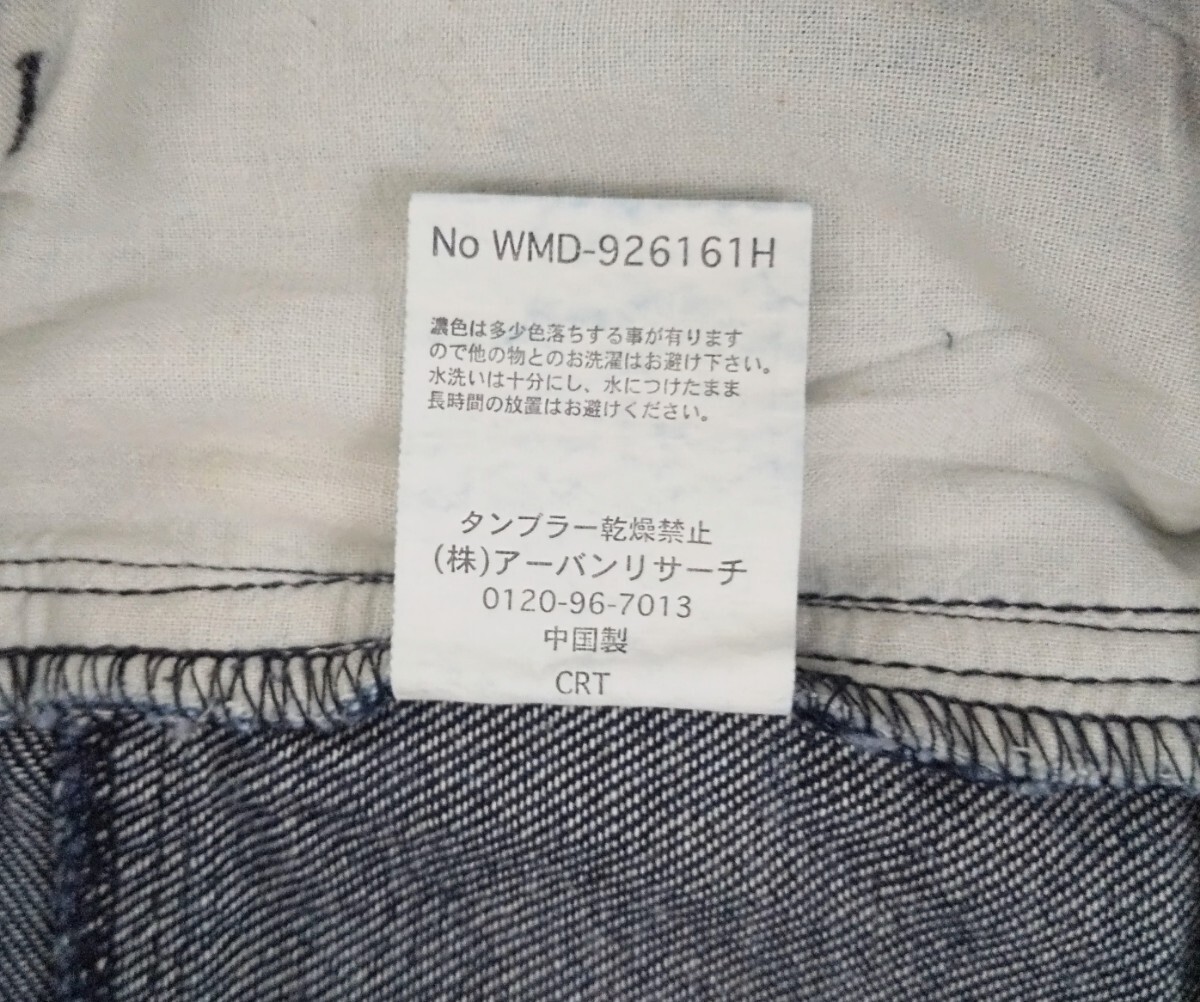 No WMD-926161H
濃色は多少色落ちする事が有ります
ので他の物とのお洗濯はお避け下さい。
水洗いは十分にし、水につけたまま
長時間の放置はお避けください。
タンブラー乾燥禁止
(株)アーバンリサーチ
0120-96-7013
中国製
CRT